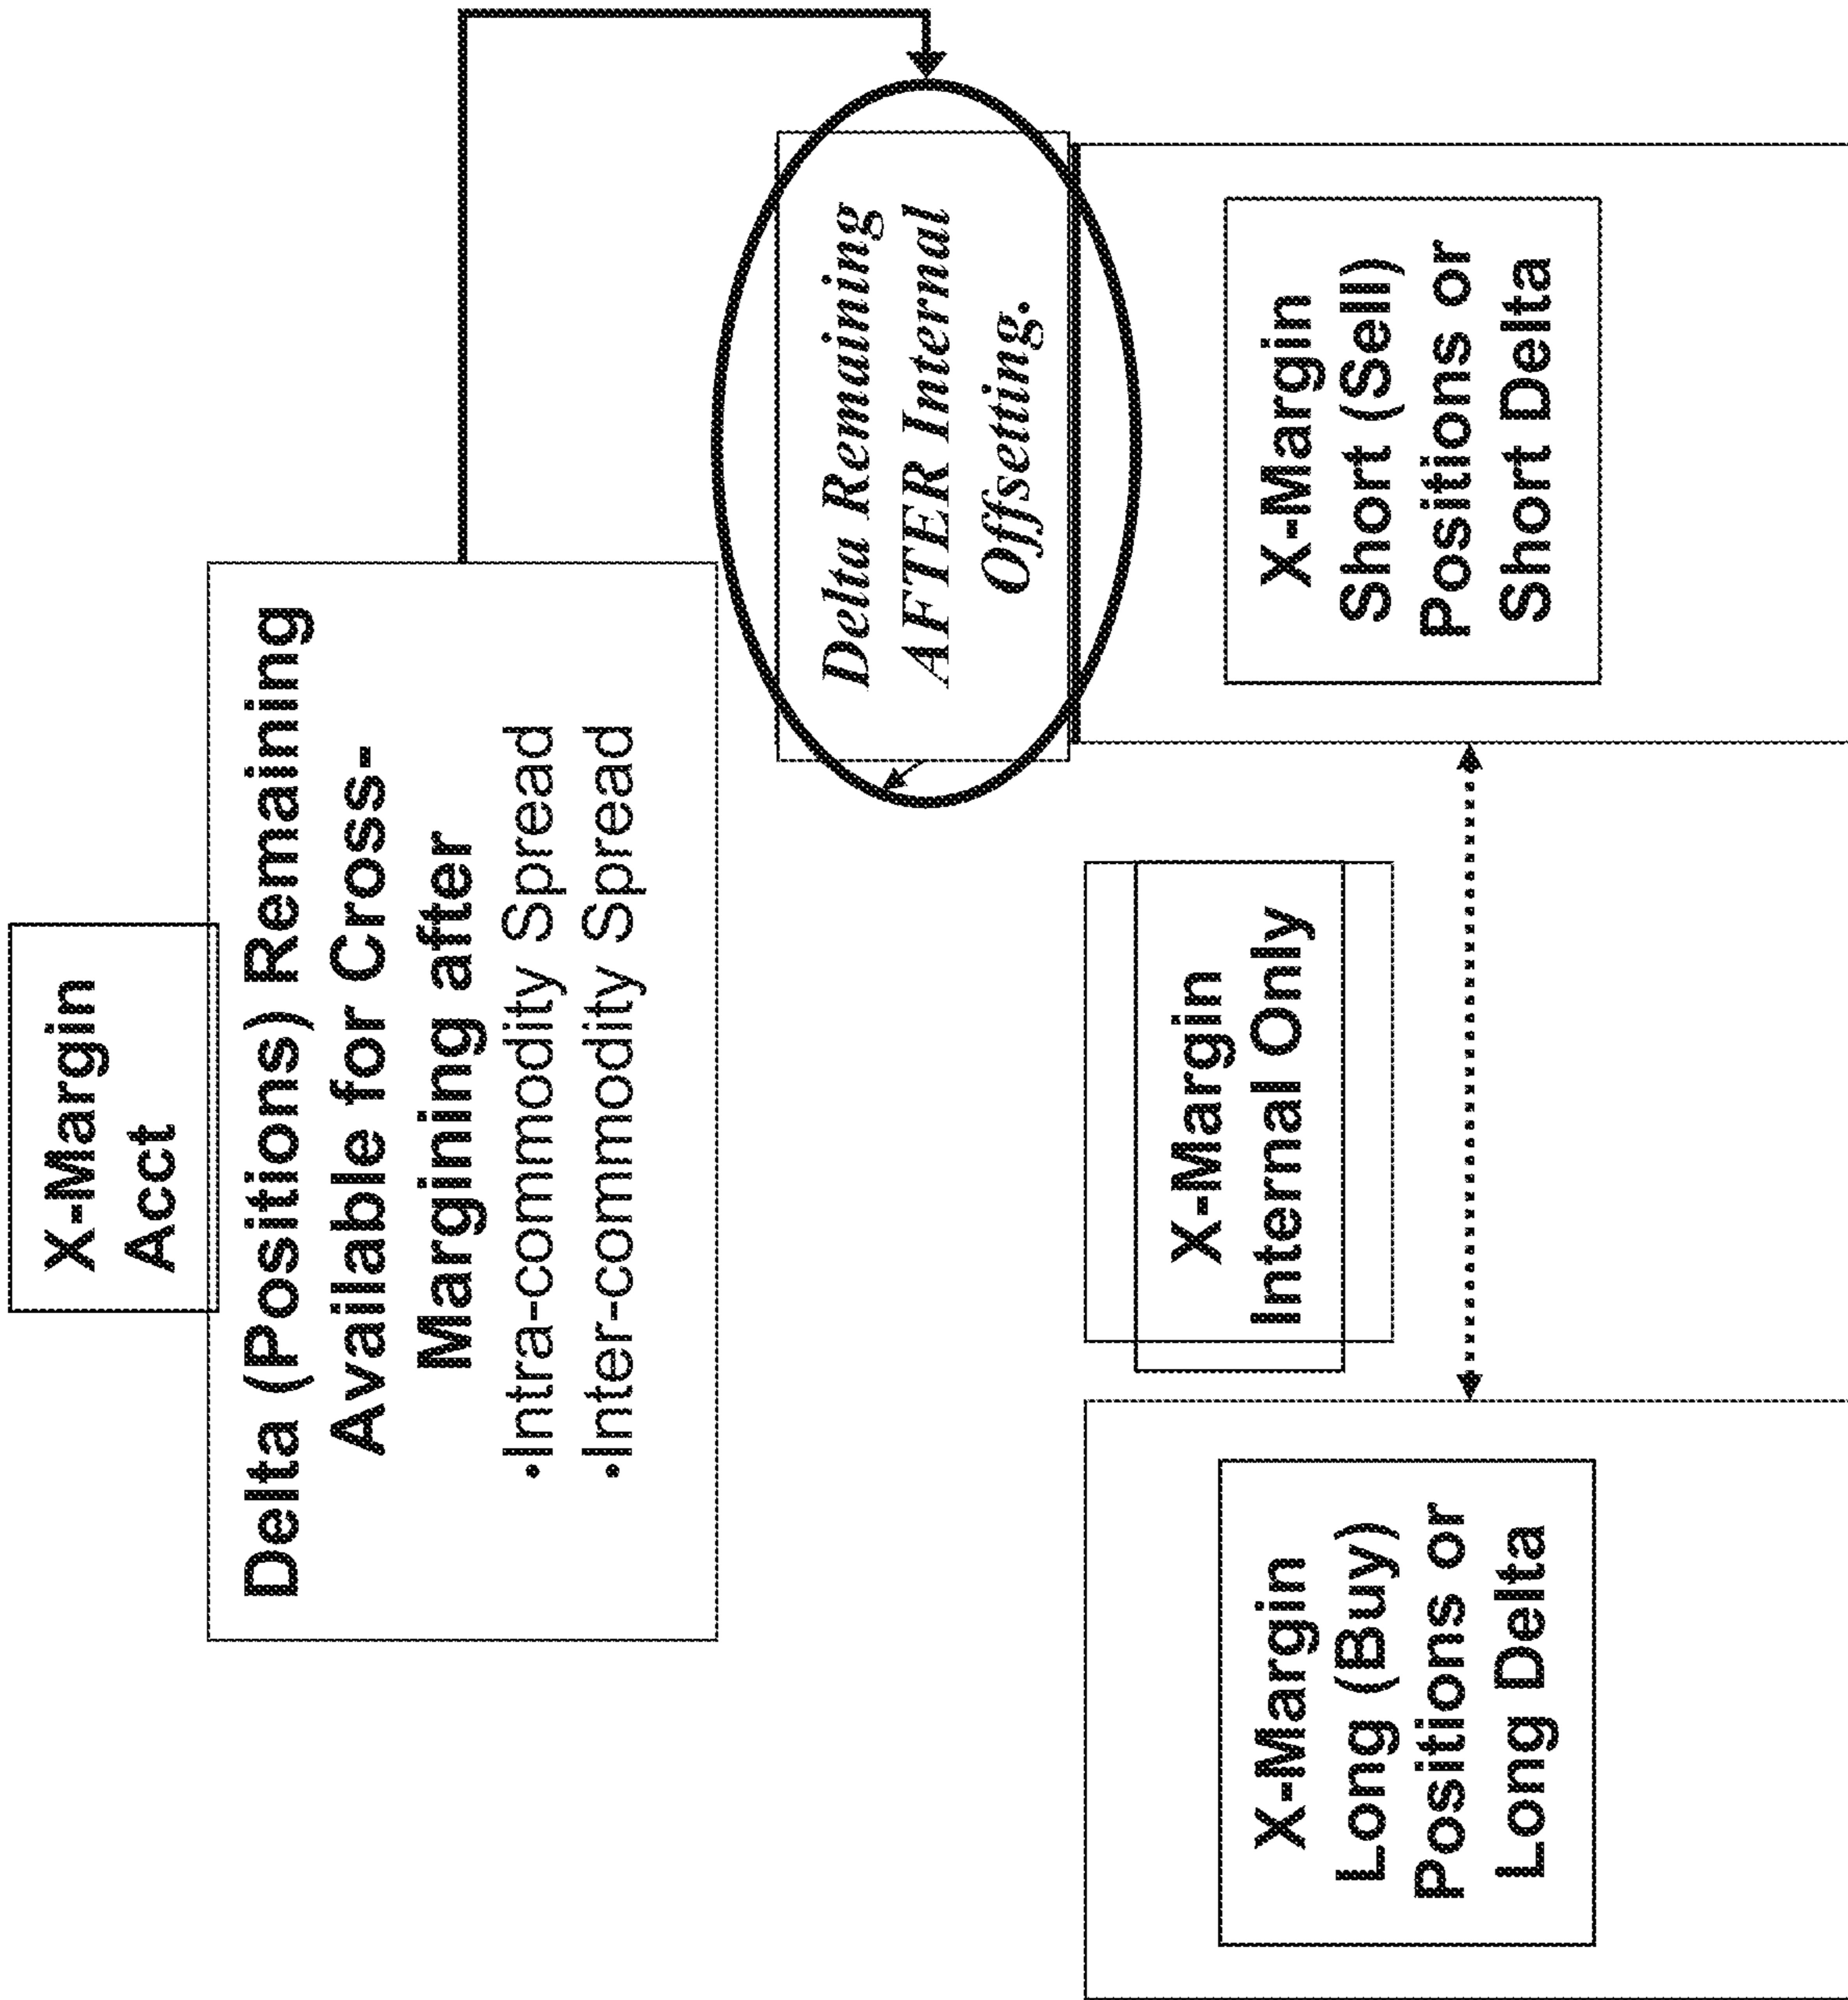 X-Margin
Acct
Delta (Positions) Remaining
Available for Cross-
Margining after
•Intra-commodity Spread
•Inter-commodity Spread
Delta Remaining
AFTER Internal
Offsetting.
X-Margin
Internal Only
X-Margin
Long (Buy)
Positions or
Long Delta
X-Margin
Short (Sell)
Positions or
Short Delta